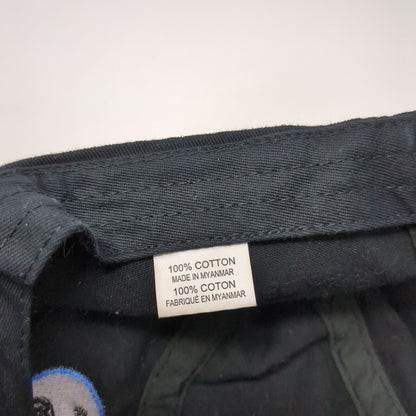 100% COTTON
MADE IN MYANMAR
100% COTON
FABRIQUÉ EN MYANMAR